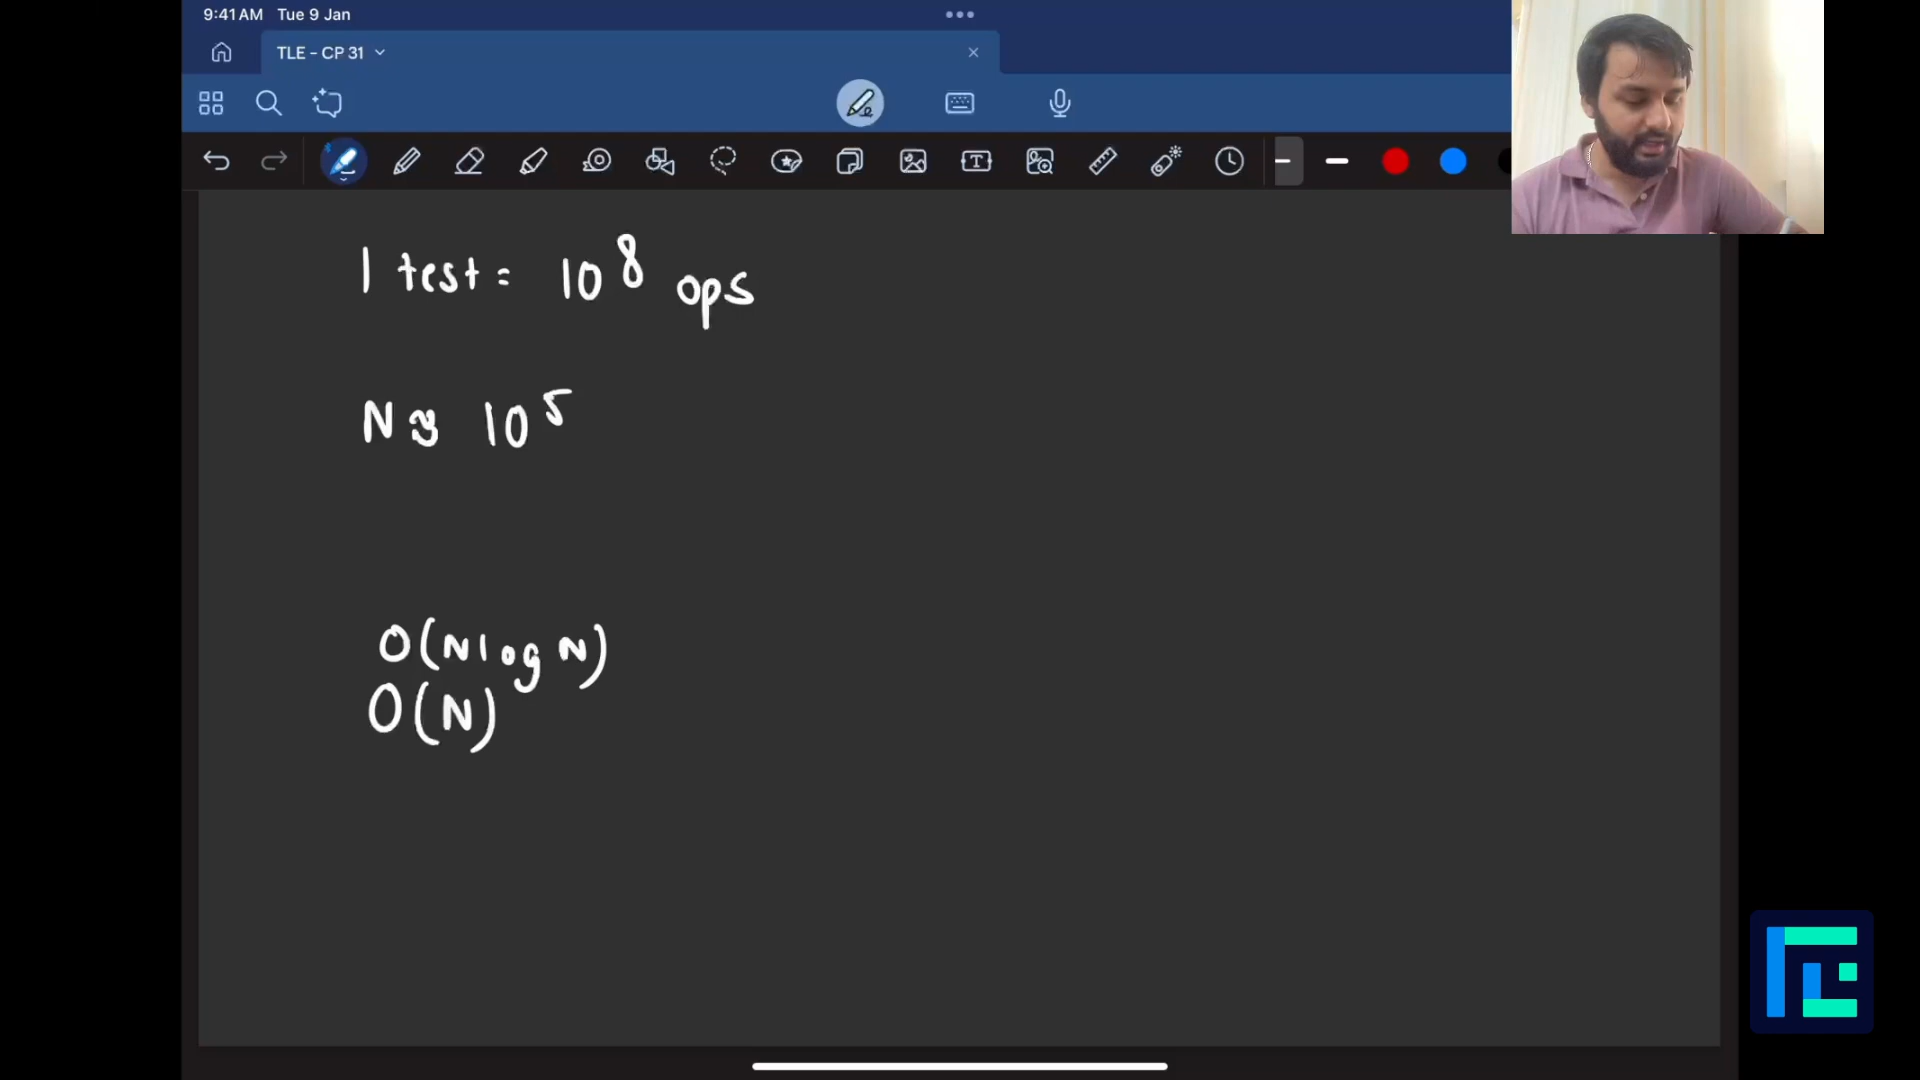 9:41 AM Tue 9 Jan
TLE - CP 31
1 test = 10^8 ops
N ≈ 10^5
O(N log N)
O(N)